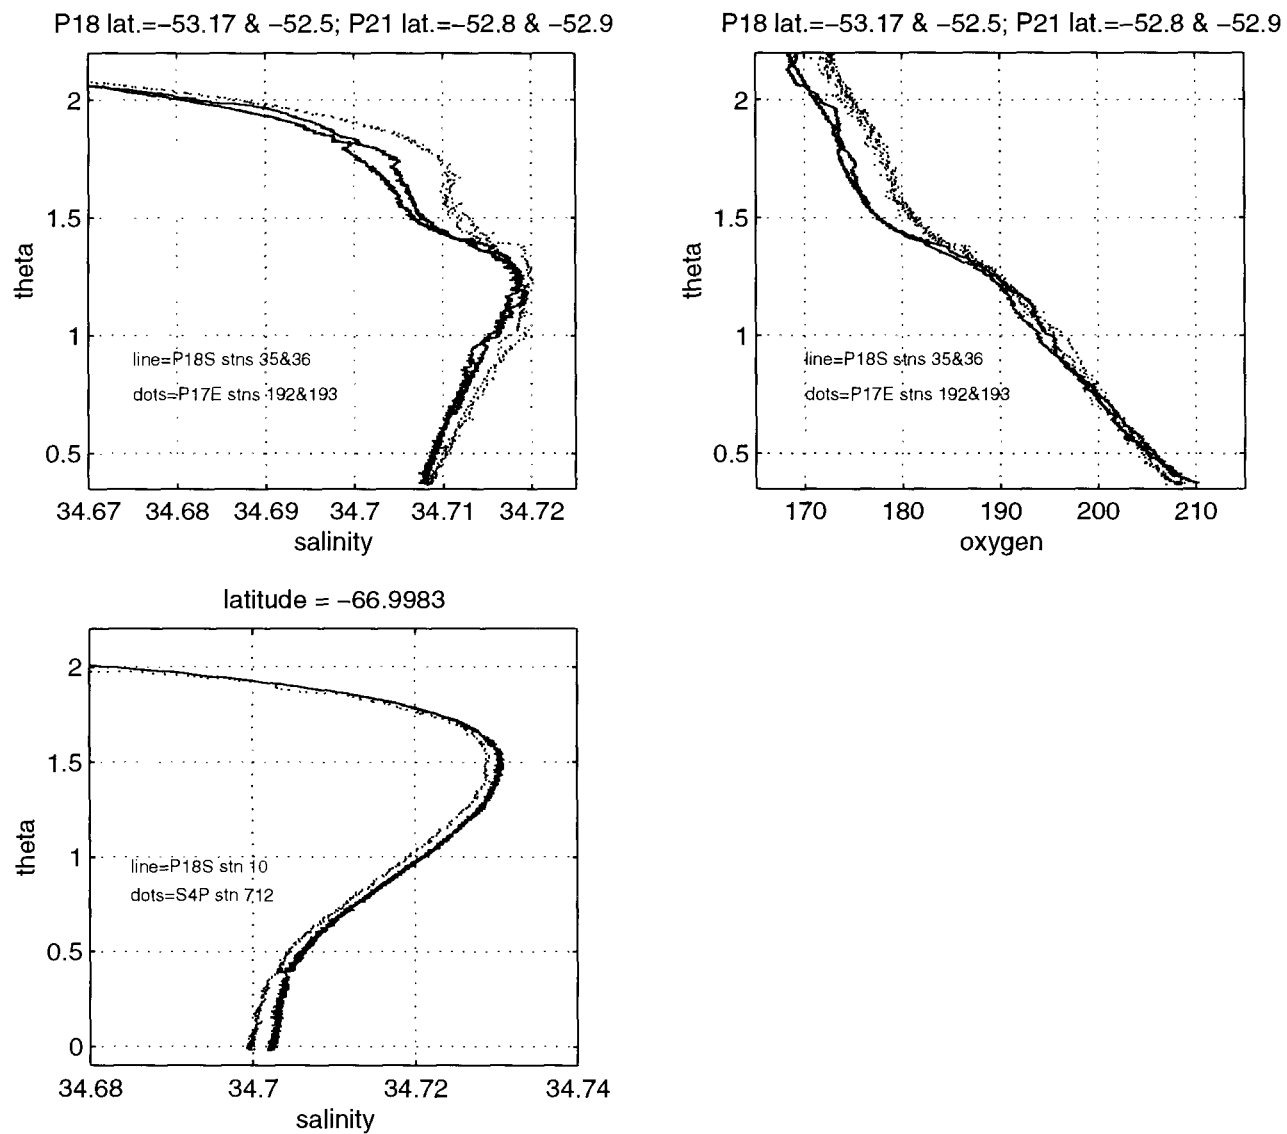 P18 lat.=−53.17 & −52.5; P21 lat.=−52.8 & −52.9
2
1.5
1
0.5
theta
line=P18S stns 35&36
dots=P17E stns 192&193
34.67 34.68 34.69 34.7 34.71 34.72
salinity
P18 lat.=−53.17 & −52.5; P21 lat.=−52.8 & −52.9
2
1.5
1
0.5
theta
line=P18S stns 35&36
dots=P17E stns 192&193
170 180 190 200 210
oxygen
latitude = −66.9983
2
1.5
1
0.5
0
theta
line=P18S stn 10
dots=S4P stn 712
34.68 34.7 34.72 34.74
salinity